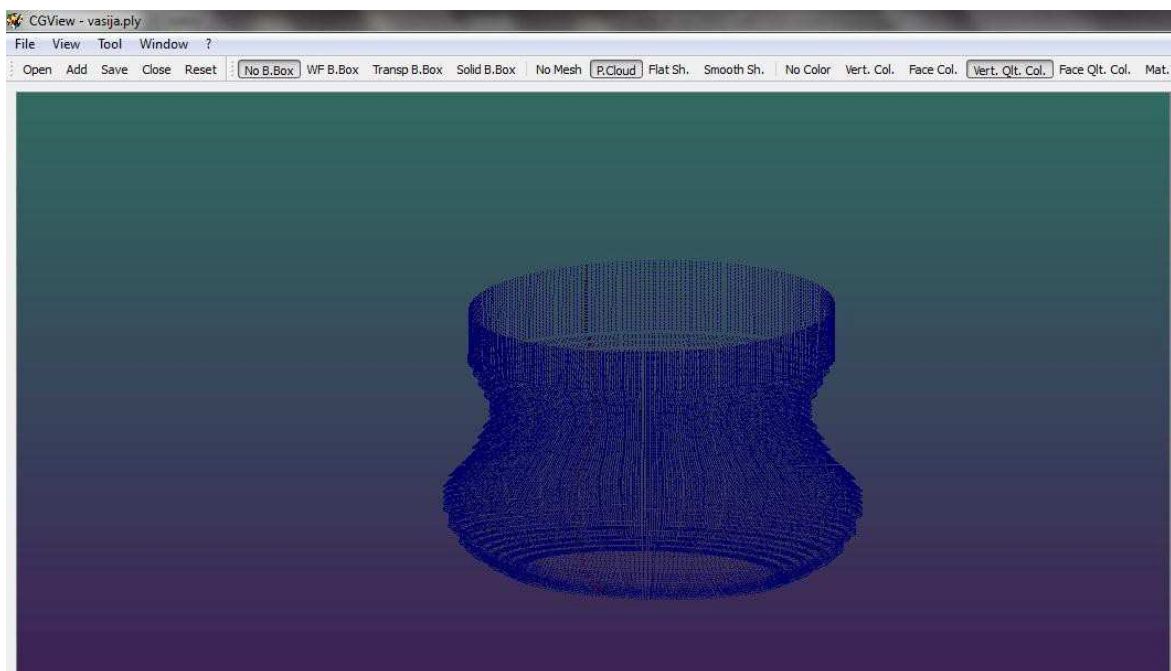 CGView - vasija.ply
File View Tool Window ?
Open Add Save Close Reset No B.Box WF B.Box Transp B.Box Solid B.Box No Mesh P.Cloud Flat Sh. Smooth Sh. No Color Vert. Col. Face Col. Vert. Qlt. Col. Face Qlt. Col. Mat.